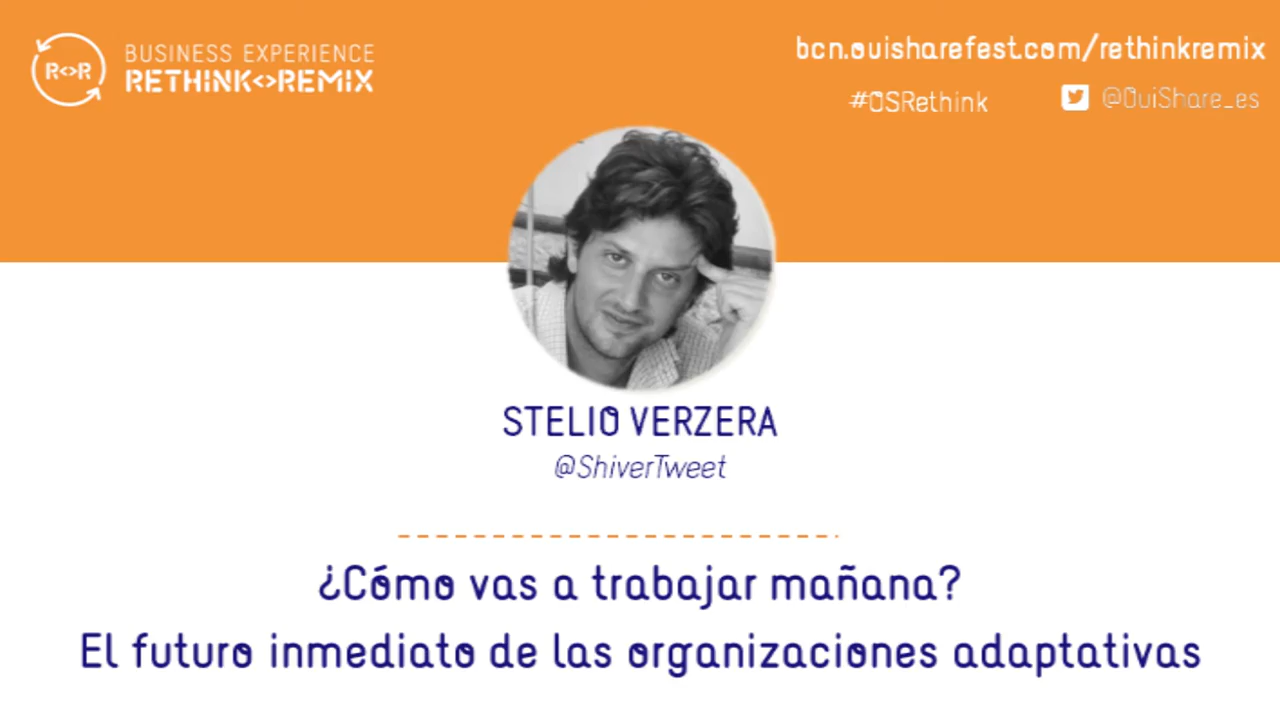 R<>R
BUSINESS EXPERIENCE
RETHINK<>REMIX
bcn.ouisharefest.com/rethinkremix
#OSRethink
@OuiShare_es
STELIO VERZERA
@ShiverTweet
¿Cómo vas a trabajar mañana?
El futuro inmediato de las organizaciones adaptativas